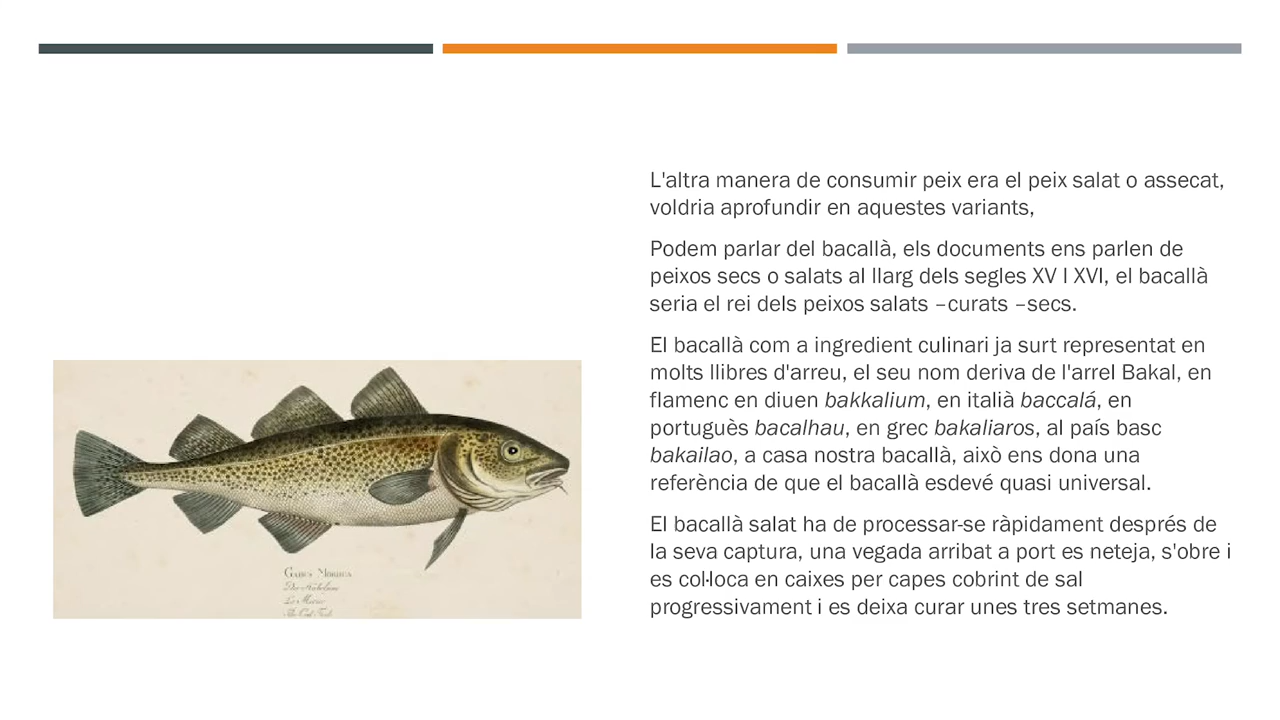 L'altra manera de consumir peix era el peix salat o assecat,
voldria aprofundir en aquestes variants,
Podem parlar del bacallà, els documents ens parlen de
peixos secs o salats al llarg dels segles XV I XVI, el bacallà
seria el rei dels peixos salats –curats –secs.
El bacallà com a ingredient culinari ja surt representat en
molts llibres d'arreu, el seu nom deriva de l'arrel Bakal, en
flamenc en diuen bakkalium, en italià baccalá, en
portuguès bacalhau, en grec bakaliaros, al país basc
bakailao, a casa nostra bacallà, això ens dona una
referència de que el bacallà esdevé quasi universal.
El bacallà salat ha de processar-se ràpidament després de
la seva captura, una vegada arribat a port es neteja, s'obre i
es col·loca en caixes per capes cobrint de sal
progressivament i es deixa curar unes tres setmanes.
Gadus Morhua